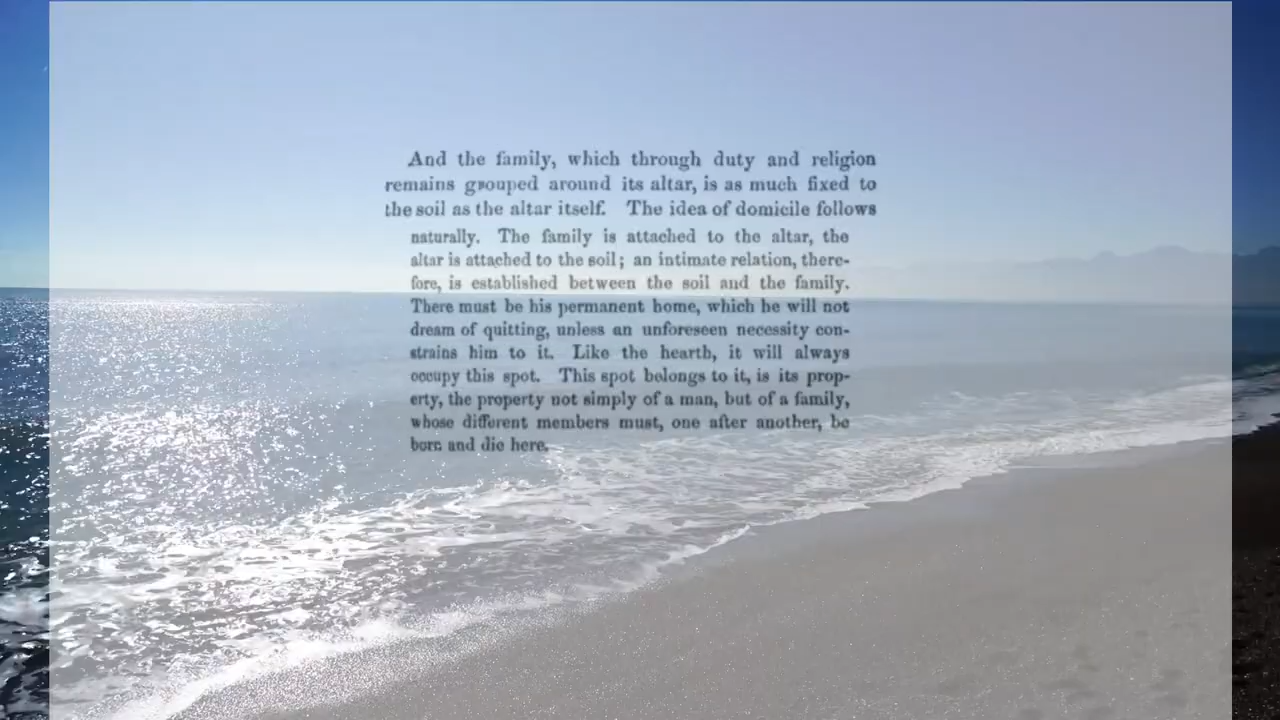 And the family, which through duty and religion
remains grouped around its altar, is as much fixed to
the soil as the altar itself. The idea of domicile follows
naturally. The family is attached to the altar, the
altar is attached to the soil; an intimate relation, there-
fore, is established between the soil and the family.
There must be his permanent home, which he will not
dream of quitting, unless an unforeseen necessity con-
strains him to it. Like the hearth, it will always
occupy this spot. This spot belongs to it, is its prop-
erty, the property not simply of a man, but of a family,
whose different members must, one after another, be
born and die here.